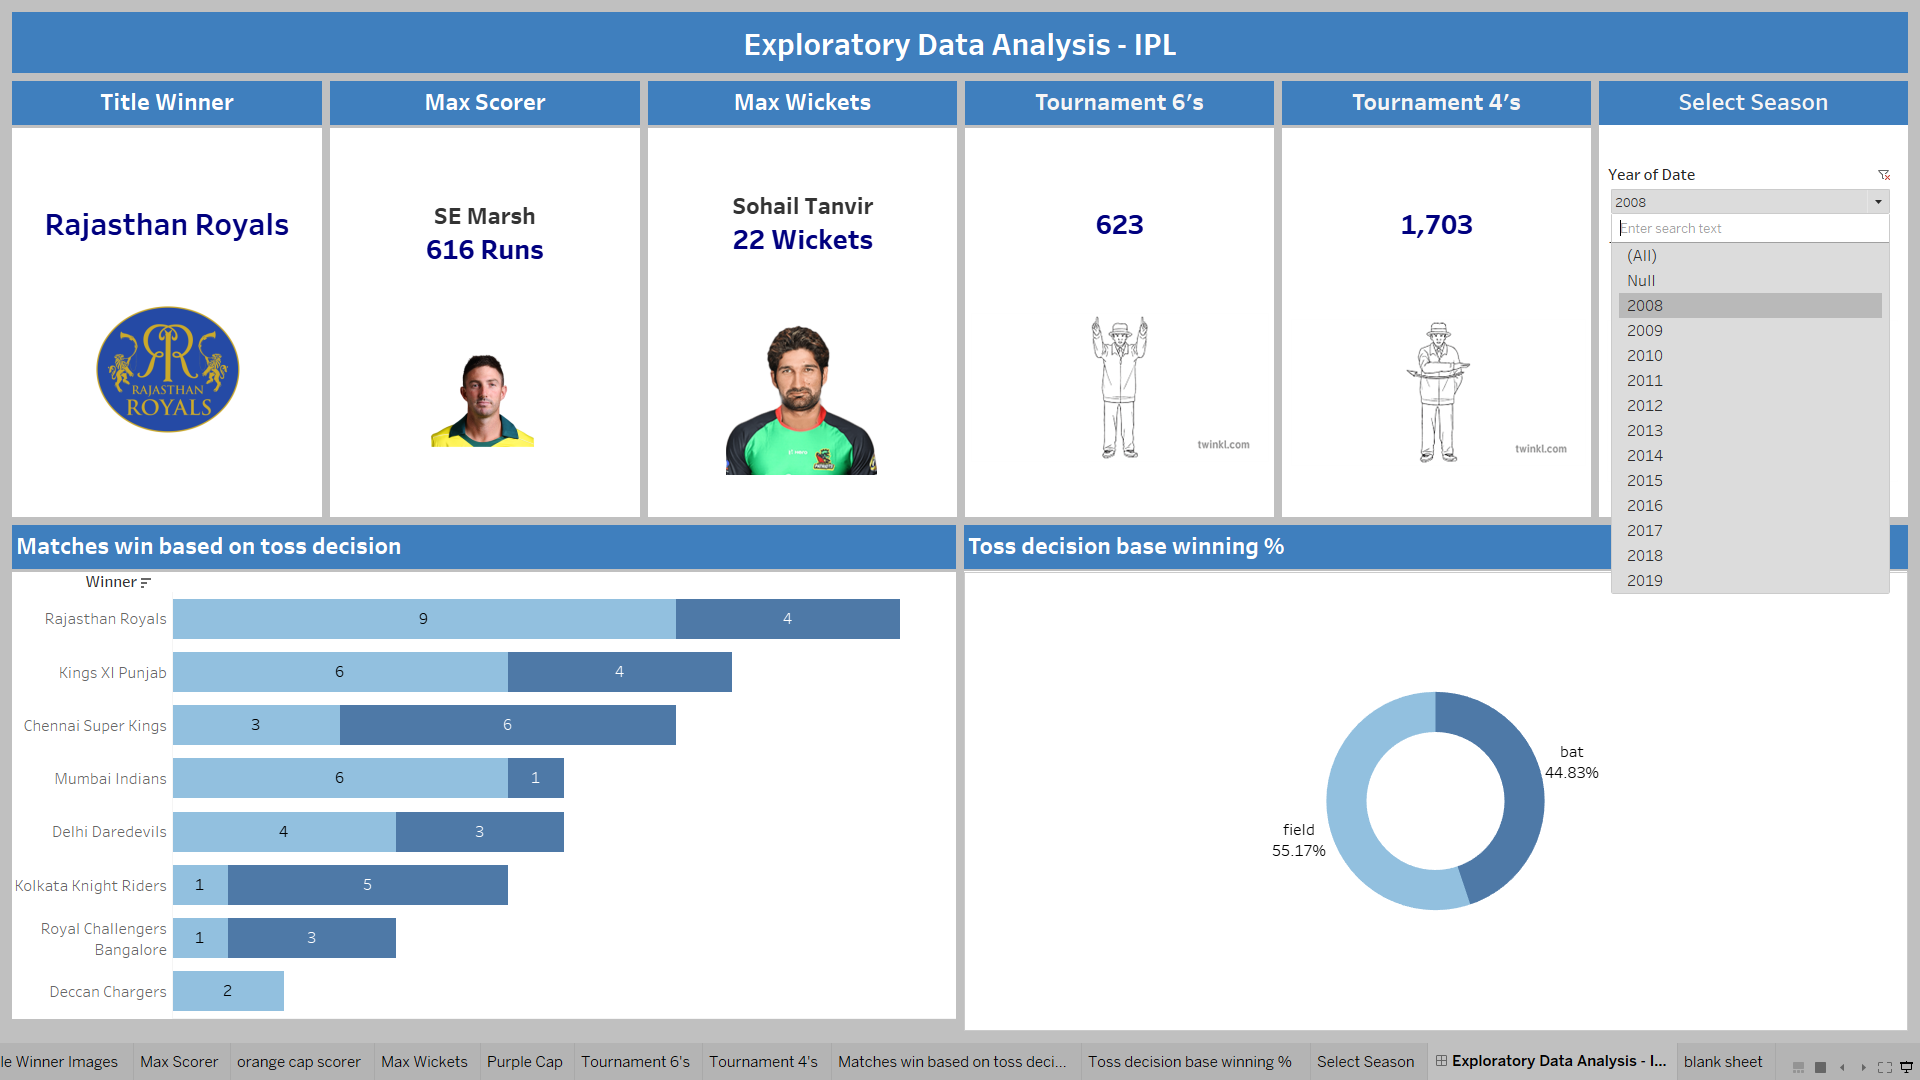 Exploratory Data Analysis - IPL
Title Winner
Max Scorer
Max Wickets
Tournament 6’s
Tournament 4’s
Select Season
Rajasthan Royals
RAJASTHAN
ROYALS
SE Marsh
616 Runs
Sohail Tanvir
22 Wickets
623
twinkl.com
1,703
twinkl.com
Year of Date
2008
Enter search text
(All)
Null
2008
2009
2010
2011
2012
2013
2014
2015
2016
2017
2018
2019
Matches win based on toss decision
Winner
Rajasthan Royals 9 4
Kings XI Punjab 6 4
Chennai Super Kings 3 6
Mumbai Indians 6 1
Delhi Daredevils 4 3
Kolkata Knight Riders 1 5
Royal Challengers
Bangalore 1 3
Deccan Chargers 2
Toss decision base winning %
bat
44.83%
field
55.17%
le Winner Images Max Scorer orange cap scorer Max Wickets Purple Cap Tournament 6's Tournament 4's Matches win based on toss deci... Toss decision base winning % Select Season Exploratory Data Analysis - I... blank sheet